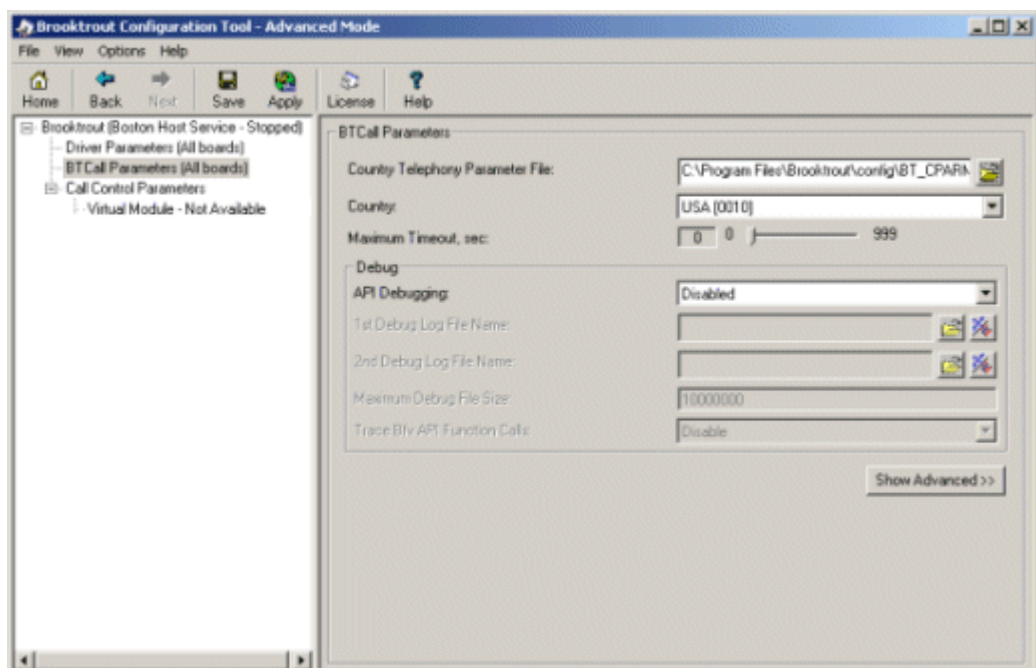 Brooktrout Configuration Tool - Advanced Mode
File View Options Help
Home Back Next Save Apply License Help
Brooktrout (Boston Host Service - Stopped)
Driver Parameters (All boards)
BTCall Parameters (All boards)
Call Control Parameters
Virtual Module - Not Available
BTCall Parameters
Country Telephony Parameter File: C:\Program Files\Brooktrout\config\BT_CPARM
Country: USA (0010)
Maximum Timeout, sec: 0 0 999
Debug
API Debugging: Disabled
1st Debug Log File Name:
2nd Debug Log File Name:
Maximum Debug File Size: 10000000
Trace Bfv API Function Calls: Disable
Show Advanced >>